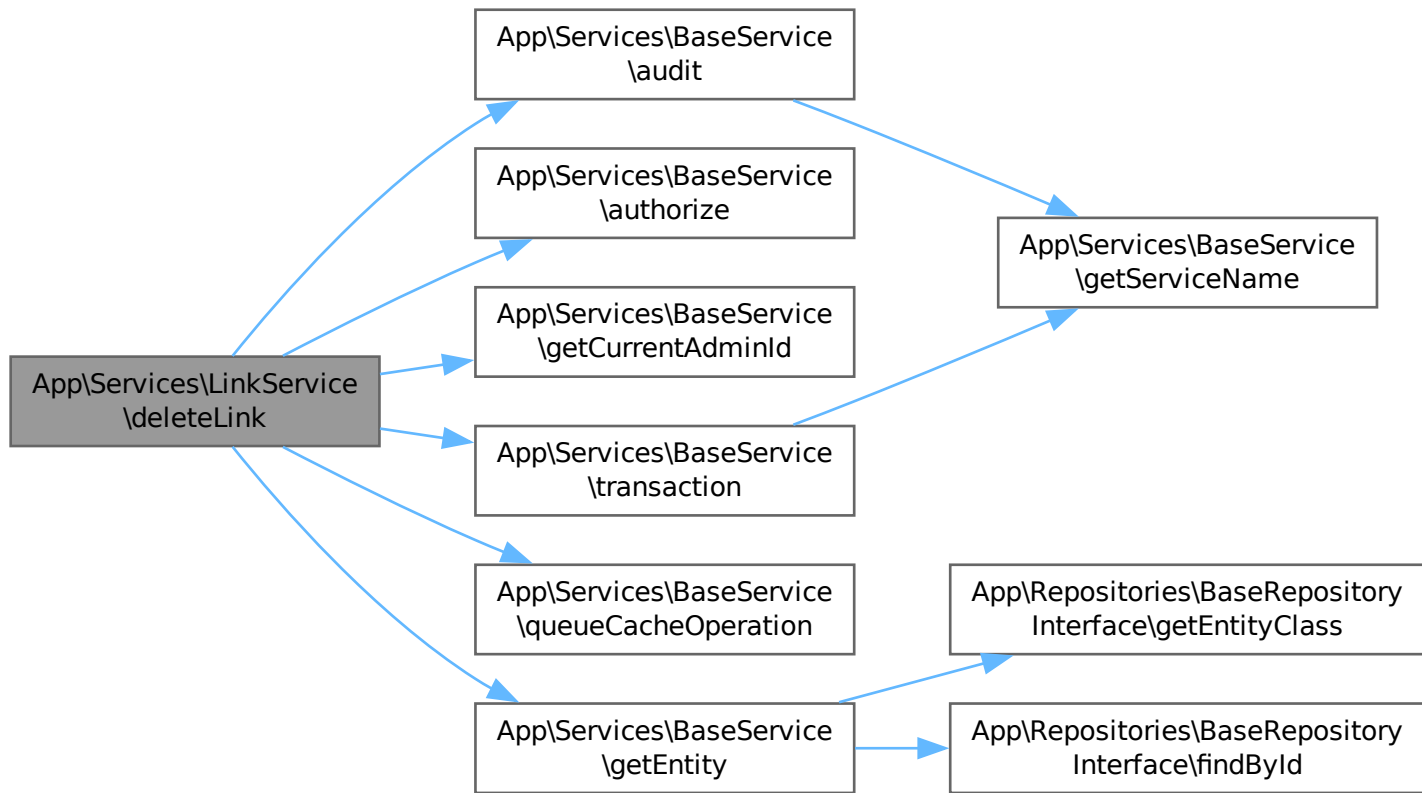 App\Services\BaseService
\audit
App\Services\BaseService
\authorize
App\Services\BaseService
\getServiceName
App\Services\BaseService
\getCurrentAdminId
App\Services\LinkService
\deleteLink
App\Services\BaseService
\transaction
App\Services\BaseService
\queueCacheOperation
App\Repositories\BaseRepository
Interface\getEntityClass
App\Services\BaseService
\getEntity
App\Repositories\BaseRepository
Interface\findById